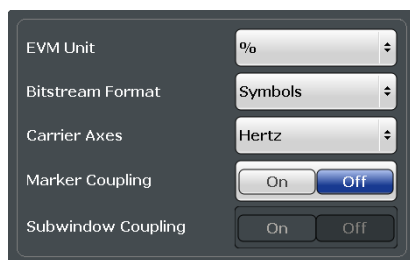 EVM Unit %
Bitstream Format Symbols
Carrier Axes Hertz
Marker Coupling On Off
Subwindow Coupling On Off